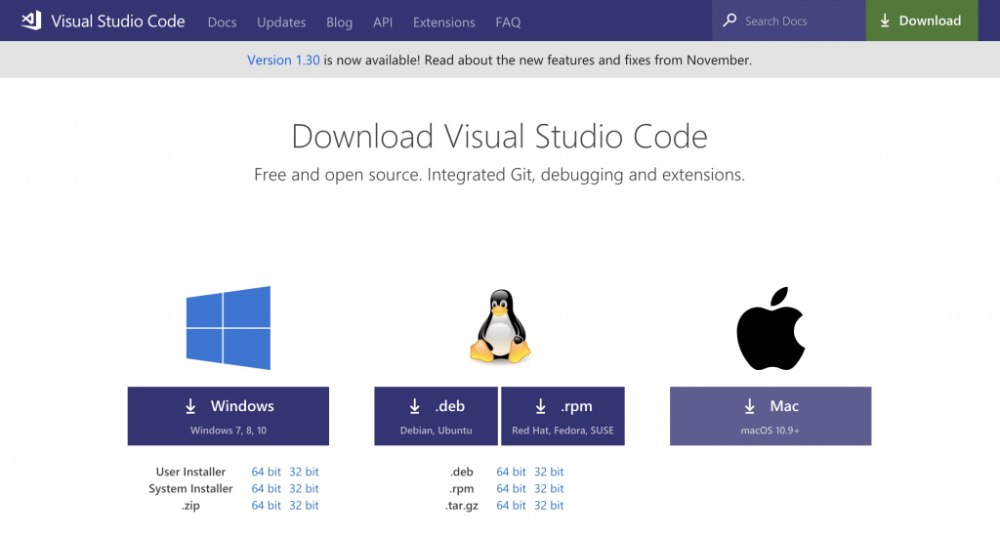 Visual Studio Code Docs Updates Blog API Extensions FAQ Search Docs Download
Version 1.30 is now available! Read about the new features and fixes from November.
Download Visual Studio Code
Free and open source. Integrated Git, debugging and extensions.
Windows
Windows 7, 8, 10
User Installer 64 bit 32 bit
System Installer 64 bit 32 bit
.zip 64 bit 32 bit
.deb
Debian, Ubuntu
.rpm
Red Hat, Fedora, SUSE
.deb 64 bit 32 bit
.rpm 64 bit 32 bit
.tar.gz 64 bit 32 bit
Mac
macOS 10.9+